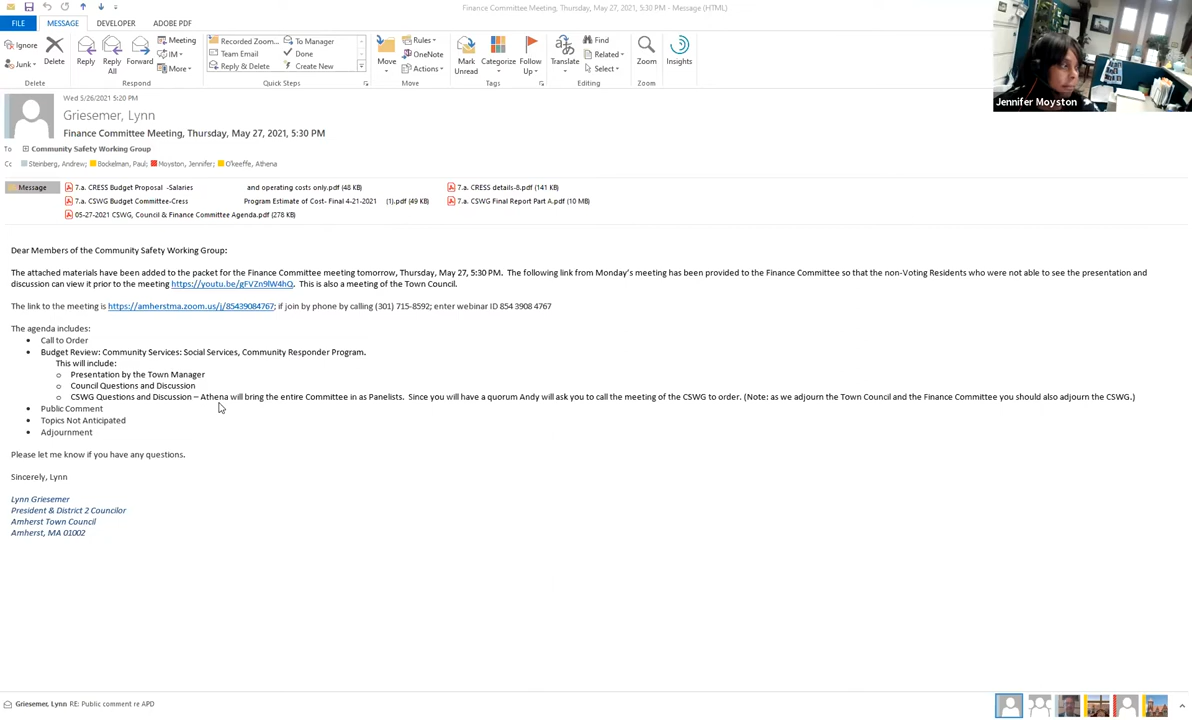 Finance Committee Meeting, Thursday, May 27, 2021, 5:30 PM - Message (HTML)
FILE MESSAGE DEVELOPER ADOBE PDF
Ignore
Junk
Delete
Reply
Reply All
Forward
Meeting
IM
More
Recorded Zoom...
Team Email
Reply & Delete
To Manager
Done
Create New
Move
Rules
OneNote
Actions
Mark Unread
Categorize
Follow Up
Translate
Find
Related
Select
Zoom
Insights
Delete Respond Quick Steps Move Tags Editing Zoom
Jennifer Moyston
Wed 5/26/2021 5:20 PM
Griesemer, Lynn
Finance Committee Meeting, Thursday, May 27, 2021, 5:30 PM
To Community Safety Working Group
Cc Steinberg, Andrew; Bockelman, Paul; Moyston, Jennifer; O'Keeffe, Athena
Message
7.a. CRESS Budget Proposal -Salaries and operating costs only.pdf (48 KB)
7.a. CRESS details-8.pdf (141 KB)
7.a. CSWG Budget Committee-Cress Program Estimate of Cost- Final 4-21-2021 (1).pdf (49 KB)
7.a. CSWG Final Report Part A.pdf (10 MB)
05-27-2021 CSWG, Council & Finance Committee Agenda.pdf (278 KB)
Dear Members of the Community Safety Working Group:
The attached materials have been added to the packet for the Finance Committee meeting tomorrow, Thursday, May 27, 5:30 PM. The following link from Monday's meeting has been provided to the Finance Committee so that the non-Voting Residents who were not able to see the presentation and
discussion can view it prior to the meeting https://youtu.be/gFVZn9lW4hQ. This is also a meeting of the Town Council.
The link to the meeting is https://amherstma.zoom.us/j/85439084767; if join by phone by calling (301) 715-8592; enter webinar ID 854 3908 4767
The agenda includes:
• Call to Order
• Budget Review: Community Services: Social Services, Community Responder Program.
This will include:
o Presentation by the Town Manager
o Council Questions and Discussion
o CSWG Questions and Discussion – Athena will bring the entire Committee in as Panelists. Since you will have a quorum Andy will ask you to call the meeting of the CSWG to order. (Note: as we adjourn the Town Council and the Finance Committee you should also adjourn the CSWG.)
• Public Comment
• Topics Not Anticipated
• Adjournment
Please let me know if you have any questions.
Sincerely, Lynn
Lynn Griesemer
President & District 2 Councilor
Amherst Town Council
Amherst, MA 01002
Griesemer, Lynn RE: Public comment re APD